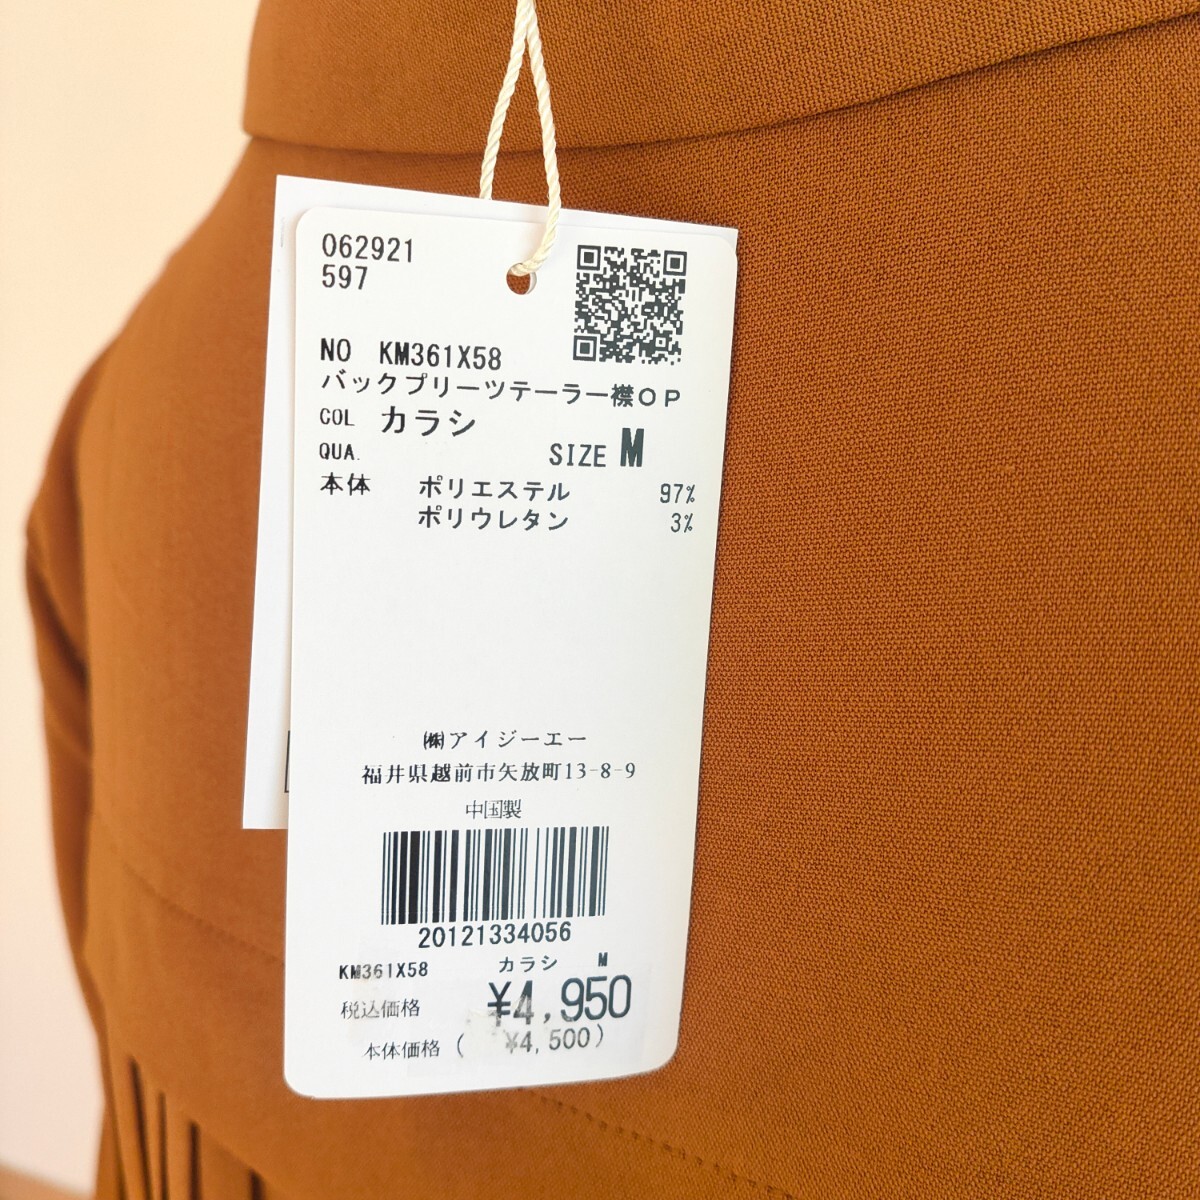 062921
597
NO KM361X58
バックプリーツテーラー襟OP
COL カラシ
QUA. SIZE M
本体 ポリエステル 97%
ポリウレタン 3%
㈱アイジーエー
福井県越前市矢放町13-8-9
中国製
20121334056
KM361X58 カラシ M
税込価格 ¥4,950
本体価格( ¥4,500)